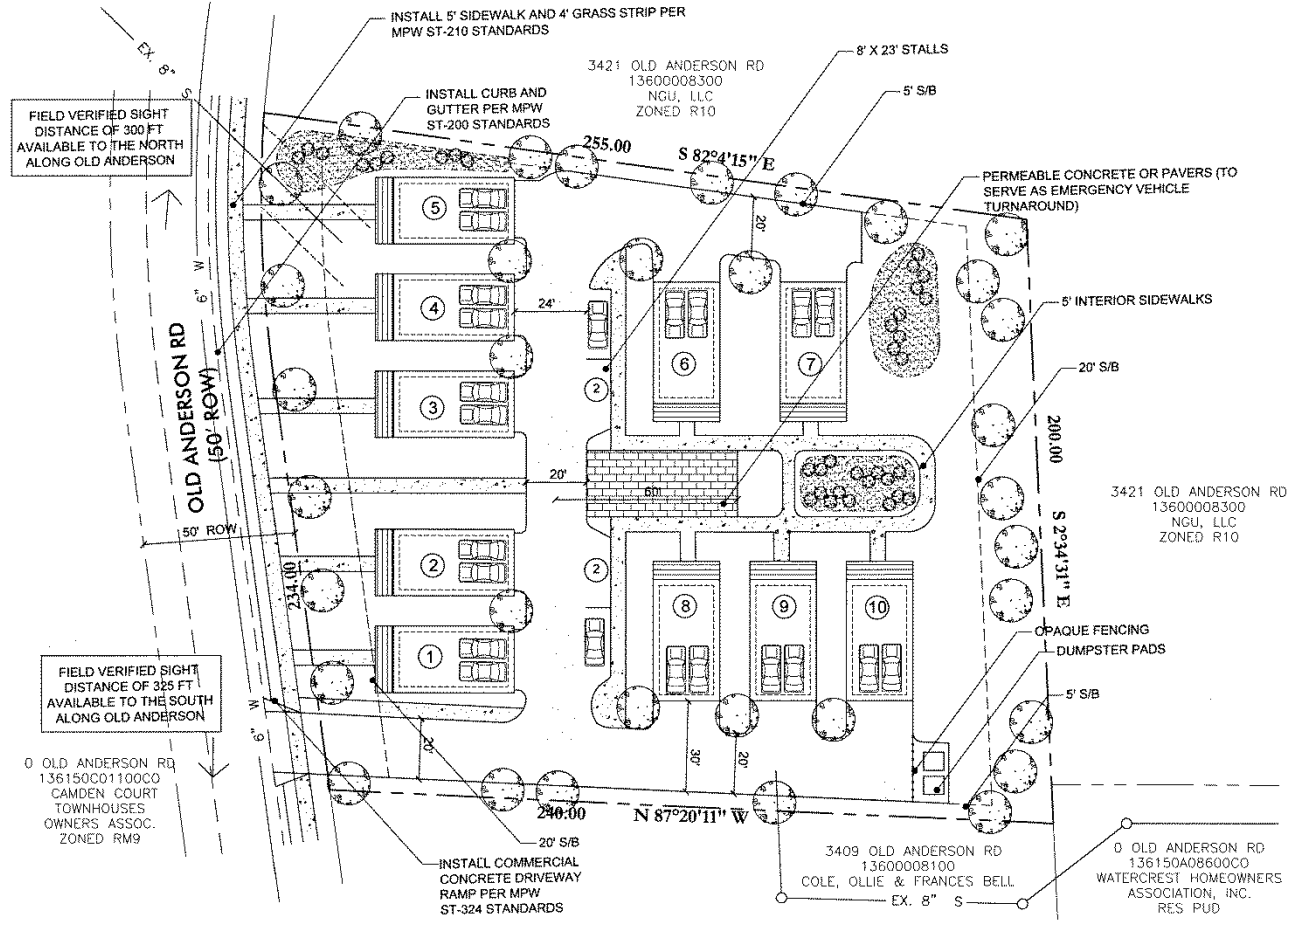 INSTALL 5' SIDEWALK AND 4' GRASS STRIP PER
MPW ST-210 STANDARDS
EX. 8" S
3421 OLD ANDERSON RD
13600008300
NGU, LLC
ZONED R10
8' X 23' STALLS
5' S/B
FIELD VERIFIED SIGHT
DISTANCE OF 300 FT
AVAILABLE TO THE NORTH
ALONG OLD ANDERSON
INSTALL CURB AND
GUTTER PER MPW
ST-200 STANDARDS
255.00
S 82°4'15" E
PERMEABLE CONCRETE OR PAVERS (TO
SERVE AS EMERGENCY VEHICLE
TURNAROUND)
5
20'
6" W
4
24'
5' INTERIOR SIDEWALKS
OLD ANDERSON RD
(50' ROW)
6
7
2
20' S/B
3
200.00
20'
60'
3421 OLD ANDERSON RD
13600008300
NGU, LLC
ZONED R10
50' ROW
S 2°34'31" E
234.00
2
2
8
9
10
1
OPAQUE FENCING
DUMPSTER PADS
5' S/B
FIELD VERIFIED SIGHT
DISTANCE OF 325 FT
AVAILABLE TO THE SOUTH
ALONG OLD ANDERSON
6" W
20'
30'
20'
0 OLD ANDERSON RD
136150C01100CO
CAMDEN COURT
TOWNHOUSES
OWNERS ASSOC.
ZONED RM9
240.00
N 87°20'11" W
20' S/B
INSTALL COMMERCIAL
CONCRETE DRIVEWAY
RAMP PER MPW
ST-324 STANDARDS
3409 OLD ANDERSON RD
13600008100
COLE, OLLIE & FRANCES BELL
EX. 8" S
0 OLD ANDERSON RD
136150A08600CO
WATERCREST HOMEOWNERS
ASSOCIATION, INC.
RES PUD